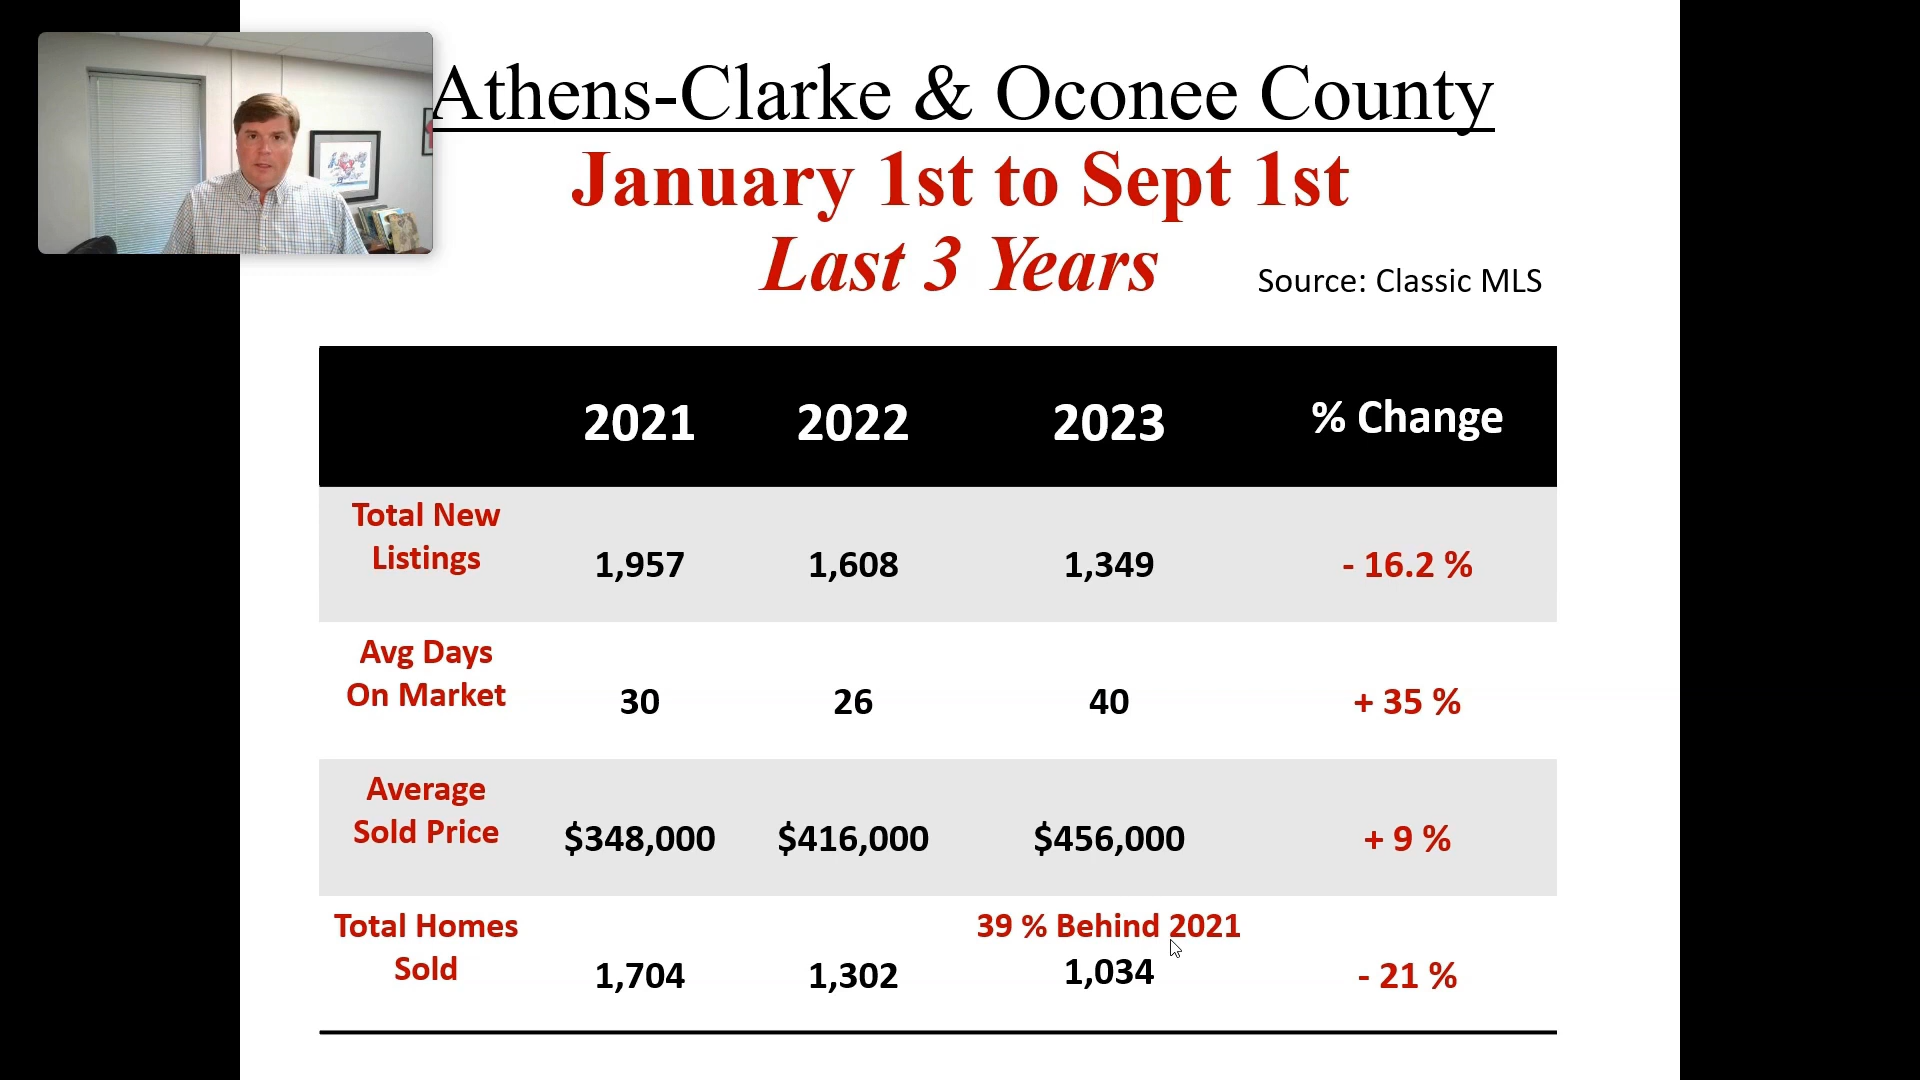 Athens-Clarke & Oconee County
January 1st to Sept 1st
Last 3 Years
Source: Classic MLS
2021 2022 2023 % Change
Total New
Listings
1,957 1,608 1,349 - 16.2 %
Avg Days
On Market
30 26 40 + 35 %
Average
Sold Price
$348,000 $416,000 $456,000 + 9 %
Total Homes
Sold
39 % Behind 2021
1,704 1,302 1,034 - 21 %